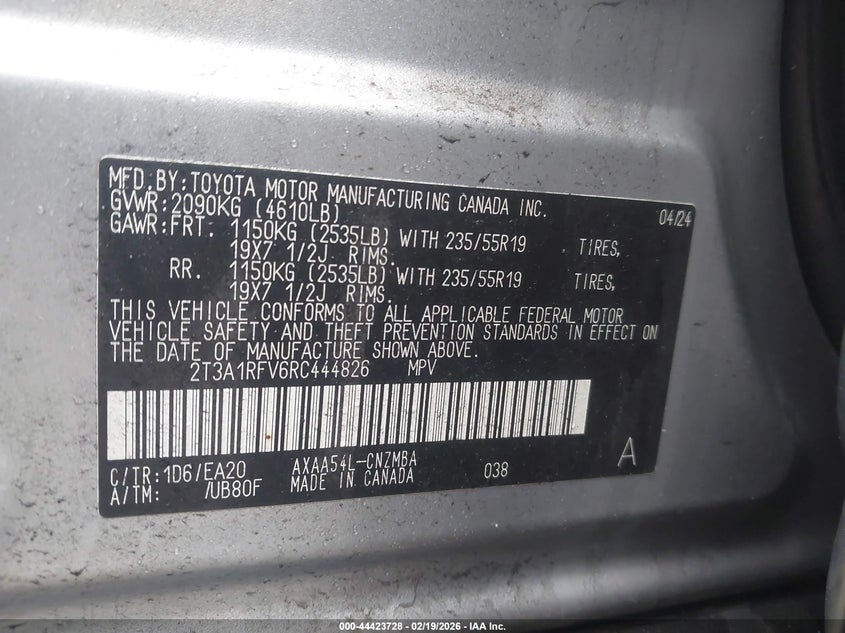 MFD.BY:TOYOTA MOTOR MANUFACTURING CANADA INC.
GVWR:2090KG (4610LB) 04/24
GAWR:FRT. 1150KG (2535LB) WITH 235/55R19 TIRES,
19X7 1/2J RIMS.
RR. 1150KG (2535LB) WITH 235/55R19 TIRES,
19X7 1/2J RIMS.
THIS VEHICLE CONFORMS TO ALL APPLICABLE FEDERAL MOTOR
VEHICLE SAFETY AND THEFT PREVENTION STANDARDS IN EFFECT ON
THE DATE OF MANUFACTURE SHOWN ABOVE.
2T3A1RFV6RC444826 MPV
C/TR:1D6/EA20 AXAA54L-CNZMBA 038 A
A/TM: /UB80F MADE IN CANADA
000-44423728 - 02/19/2026 - IAA Inc.